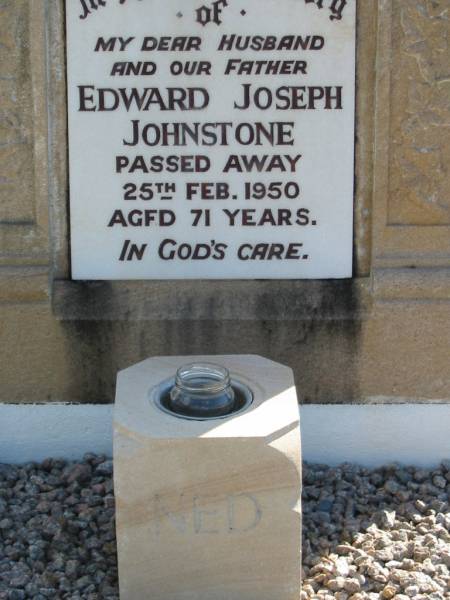 of
MY DEAR HUSBAND
AND OUR FATHER
EDWARD JOSEPH
JOHNSTONE
PASSED AWAY
25TH FEB. 1950
AGED 71 YEARS.
IN GOD'S CARE.
NED